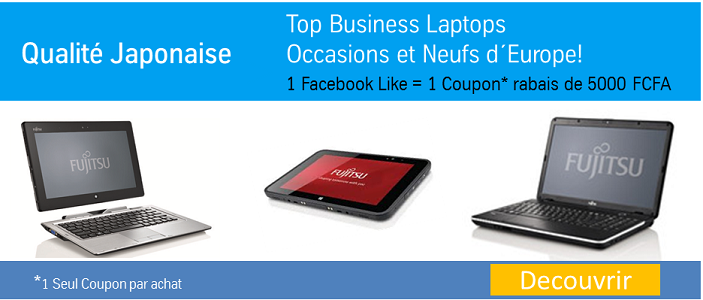 Qualité Japonaise
Top Business Laptops
Occasions et Neufs d´Europe!
1 Facebook Like = 1 Coupon* rabais de 5000 FCFA
FUJITSU
FUJITSU
FUJITSU
*1 Seul Coupon par achat
Decouvrir